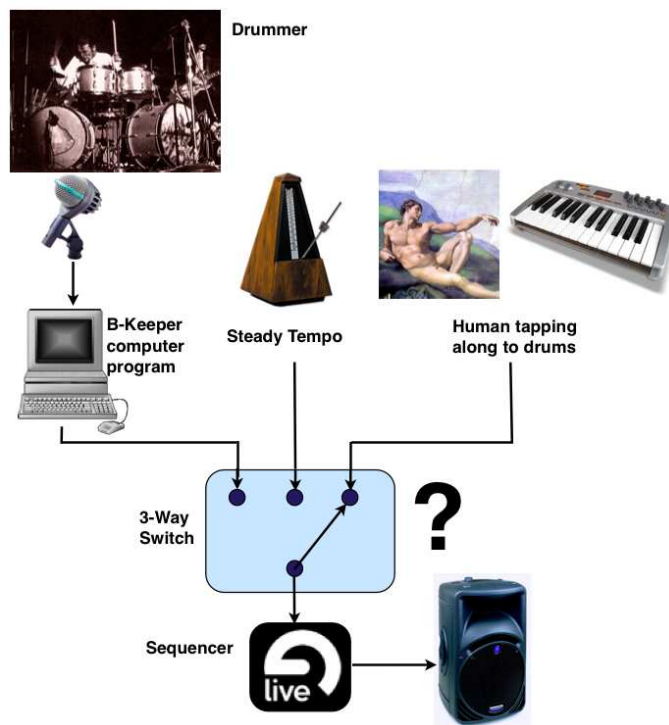 Drummer
B-Keeper
computer
program
Steady Tempo
Human tapping
along to drums
3-Way
Switch
?
Sequencer
live